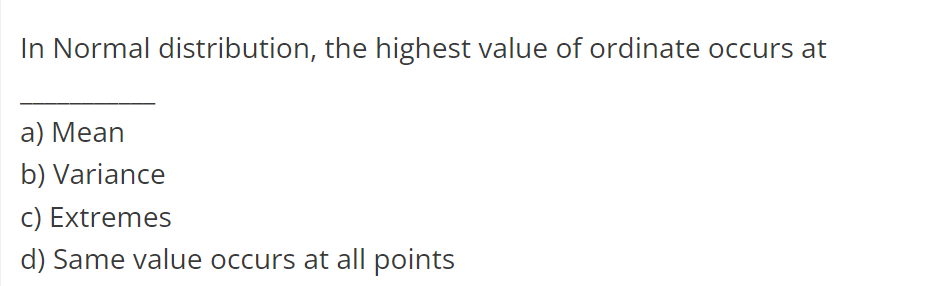 In Normal distribution, the highest value of ordinate occurs at
___________
a) Mean
b) Variance
c) Extremes
d) Same value occurs at all points